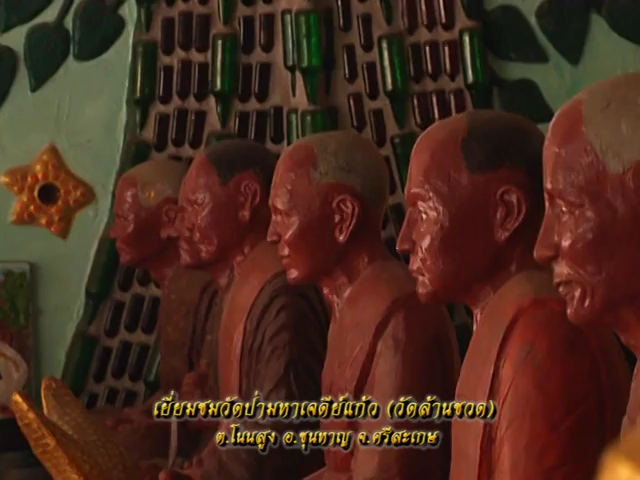 เยี่ยมชมวัดป่ามหาเจดีย์แก้ว (วัดล้านขวด)
ต.โนนสูง อ.ขุนหาญ จ.ศรีสะเกษ